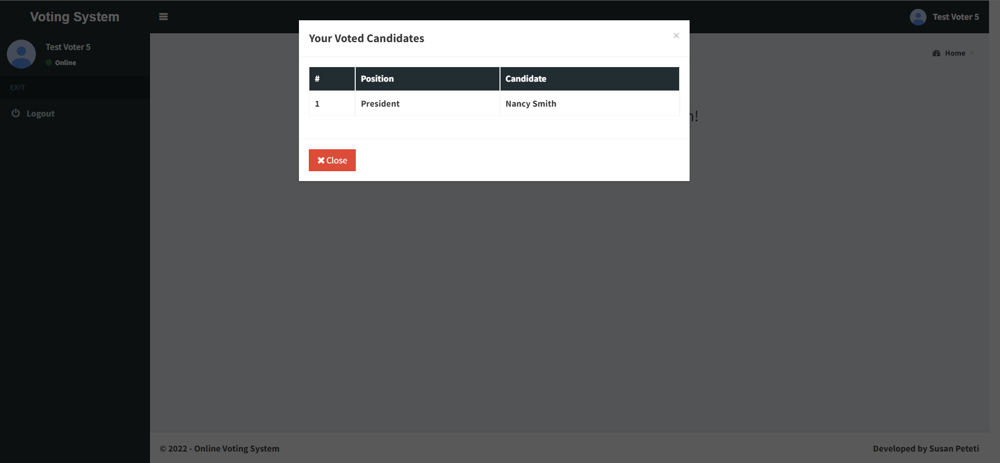 Voting System
Test Voter 5
Test Voter 5
Online
EXIT
Logout
Home >
Your Voted Candidates
×
# Position Candidate
1 President Nancy Smith
Close
© 2022 - Online Voting System
Developed by Susan Peteti